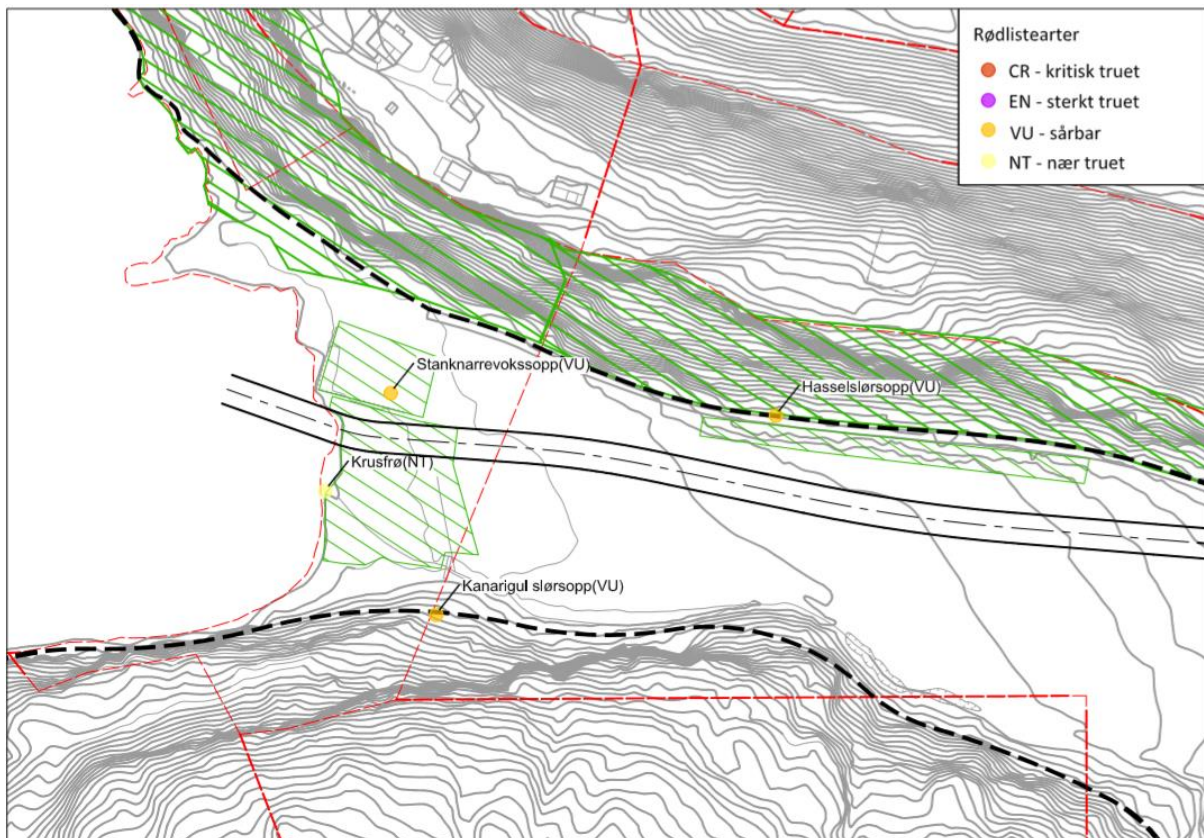 Rødlistearter
CR - kritisk truet
EN - sterkt truet
VU - sårbar
NT - nær truet
Stanknarrevokssopp(VU)
Hasselslørsopp(VU)
Krusfrø(NT)
Kanarigul slørsopp(VU)